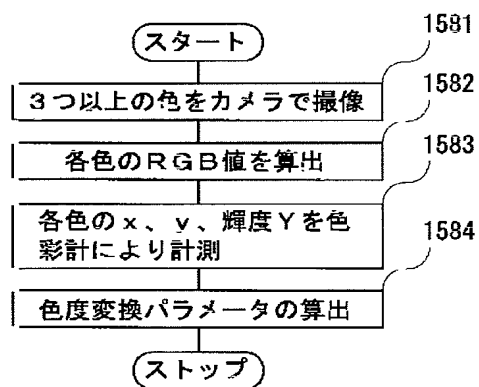 スタート
1581
3つ以上の色をカメラで撮像
1582
各色のRGB値を算出
1583
各色のx、y、輝度Yを色
彩計により計測
1584
色度変換パラメータの算出
ストップ